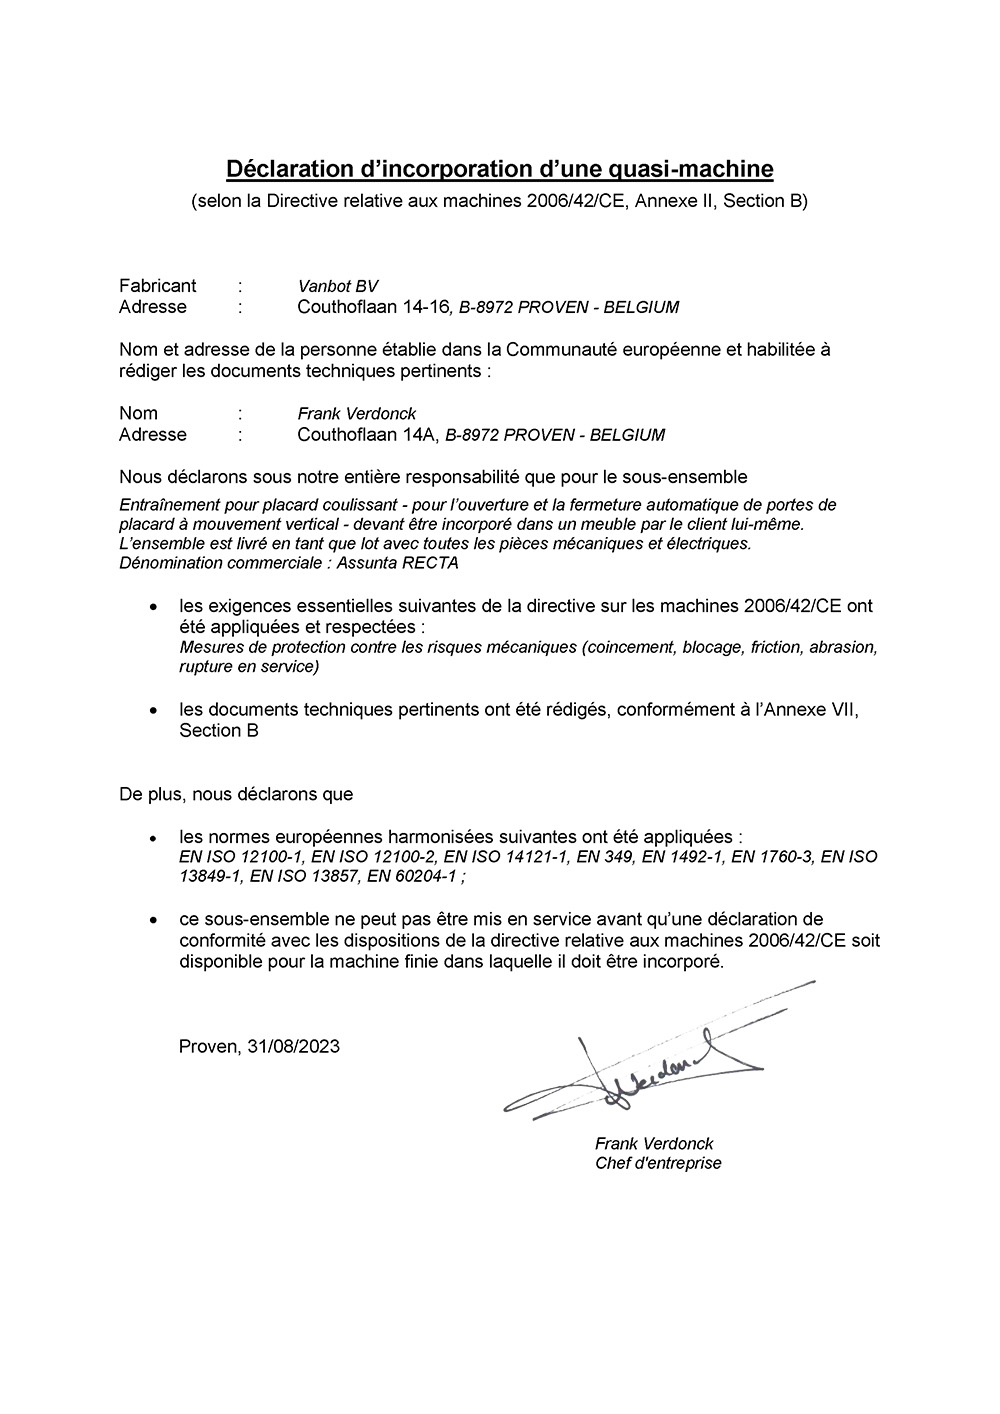 Déclaration d’incorporation d’une quasi-machine
(selon la Directive relative aux machines 2006/42/CE, Annexe II, Section B)
Fabricant : Vanbot BV
Adresse : Couthoflaan 14-16, B-8972 PROVEN - BELGIUM
Nom et adresse de la personne établie dans la Communauté européenne et habilitée à
rédiger les documents techniques pertinents :
Nom : Frank Verdonck
Adresse : Couthoflaan 14A, B-8972 PROVEN - BELGIUM
Nous déclarons sous notre entière responsabilité que pour le sous-ensemble
Entraînement pour placard coulissant - pour l’ouverture et la fermeture automatique de portes de
placard à mouvement vertical - devant être incorporé dans un meuble par le client lui-même.
L’ensemble est livré en tant que lot avec toutes les pièces mécaniques et électriques.
Dénomination commerciale : Assunta RECTA
• les exigences essentielles suivantes de la directive sur les machines 2006/42/CE ont
été appliquées et respectées :
Mesures de protection contre les risques mécaniques (coincement, blocage, friction, abrasion,
rupture en service)
• les documents techniques pertinents ont été rédigés, conformément à l’Annexe VII,
Section B
De plus, nous déclarons que
• les normes européennes harmonisées suivantes ont été appliquées :
EN ISO 12100-1, EN ISO 12100-2, EN ISO 14121-1, EN 349, EN 1492-1, EN 1760-3, EN ISO
13849-1, EN ISO 13857, EN 60204-1 ;
• ce sous-ensemble ne peut pas être mis en service avant qu’une déclaration de
conformité avec les dispositions de la directive relative aux machines 2006/42/CE soit
disponible pour la machine finie dans laquelle il doit être incorporé.
Proven, 31/08/2023
Frank Verdonck
Chef d'entreprise